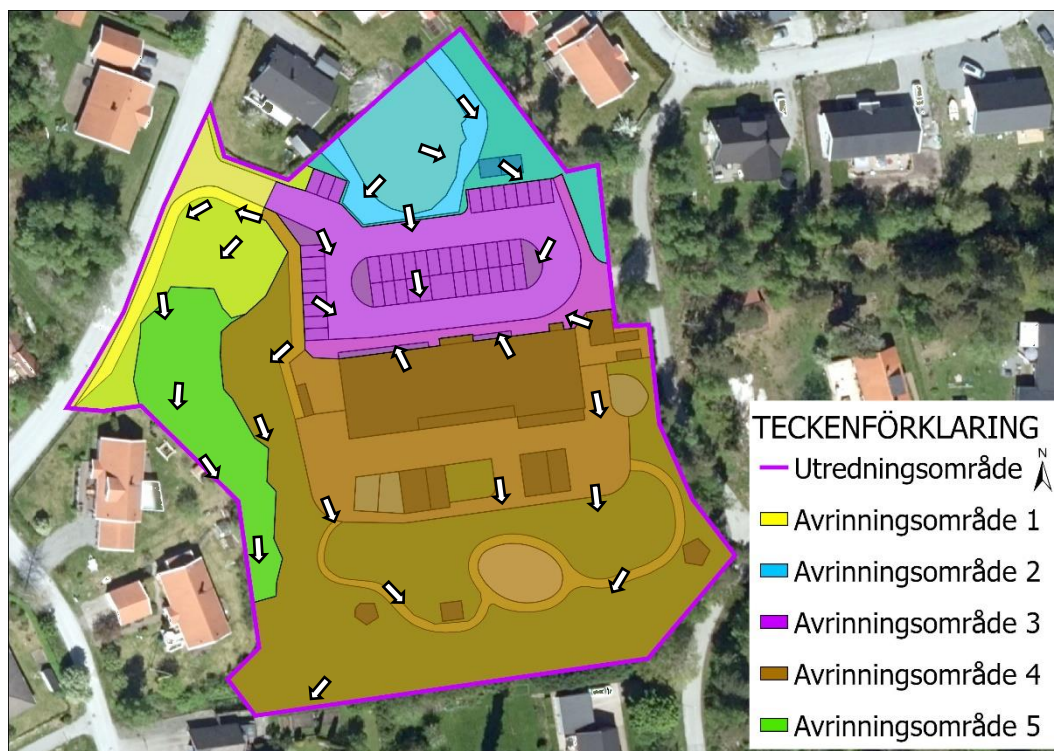 TECKENFÖRKLARING
N
Utredningsområde
Avrinningsområde 1
Avrinningsområde 2
Avrinningsområde 3
Avrinningsområde 4
Avrinningsområde 5